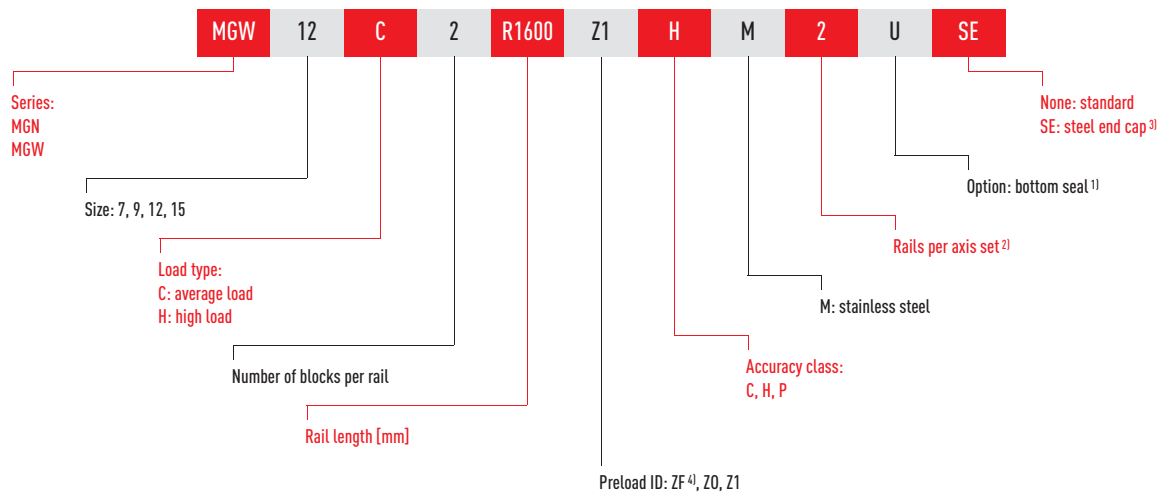 MGW 12 C 2 R1600 Z1 H M 2 U SE
Series:
MGN
MGW
None: standard
SE: steel end cap 3)
Option: bottom seal 1)
Size: 7, 9, 12, 15
Rails per axis set 2)
Load type:
C: average load
H: high load
M: stainless steel
Number of blocks per rail
Accuracy class:
C, H, P
Rail length [mm]
Preload ID: ZF 4), Z0, Z1